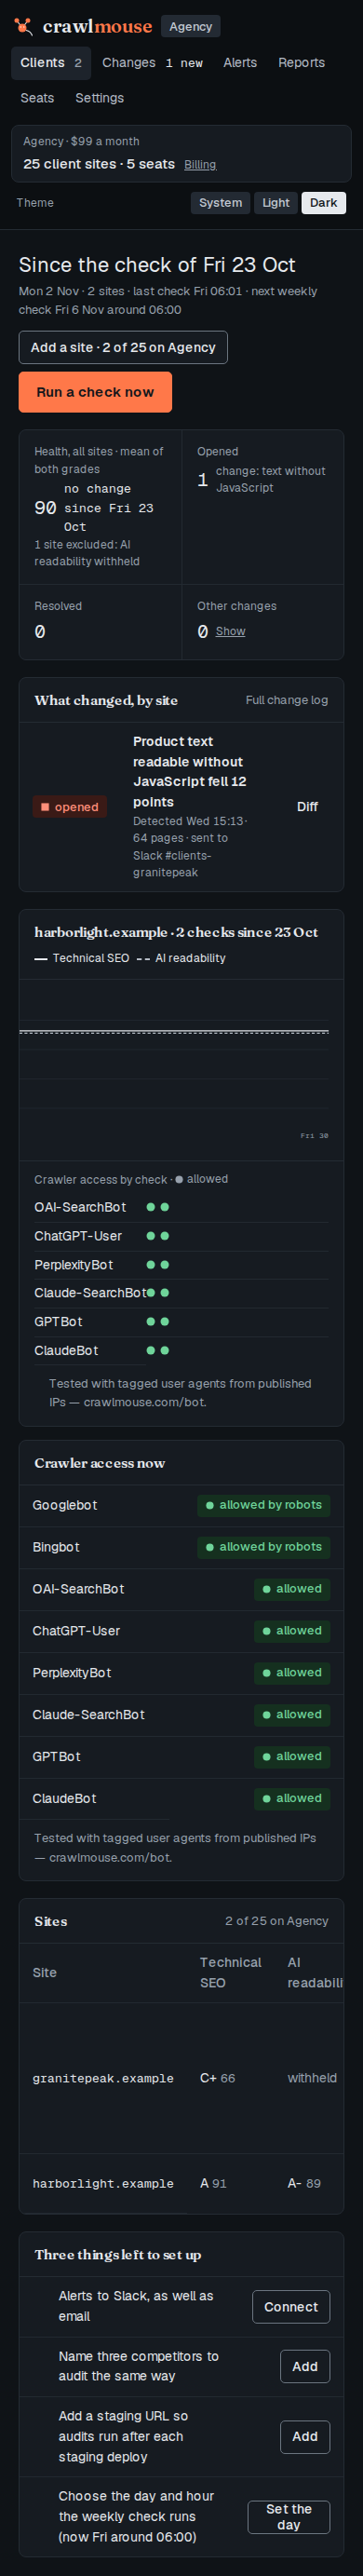 crawlmouse Agency
Clients 2 Changes 1 new Alerts Reports
Seats Settings
Agency · $99 a month
25 client sites · 5 seats Billing
Theme System Light Dark
Since the check of Fri 23 Oct
Mon 2 Nov · 2 sites · last check Fri 06:01 · next weekly
check Fri 6 Nov around 06:00
Add a site · 2 of 25 on Agency
Run a check now
Health, all sites · mean of
both grades
90 no change
since Fri 23
Oct
1 site excluded: AI
readability withheld
Opened
1 change: text without
JavaScript
Resolved
0
Other changes
0 Show
What changed, by site Full change log
opened
Product text
readable without
JavaScript fell 12
points
Detected Wed 15:13 ·
64 pages · sent to
Slack #clients-
granitepeak
Diff
harborlight.example · 2 checks since 23 Oct
Technical SEO AI readability
Fri 30
Crawler access by check · allowed
OAI-SearchBot
ChatGPT-User
PerplexityBot
Claude-SearchBot
GPTBot
ClaudeBot
Tested with tagged user agents from published
IPs — crawlmouse.com/bot.
Crawler access now
Googlebot allowed by robots
Bingbot allowed by robots
OAI-SearchBot allowed
ChatGPT-User allowed
PerplexityBot allowed
Claude-SearchBot allowed
GPTBot allowed
ClaudeBot allowed
Tested with tagged user agents from published IPs
— crawlmouse.com/bot.
Sites 2 of 25 on Agency
Site Technical
SEO
AI
readabili
granitepeak.example C+ 66 withheld
harborlight.example A 91 A- 89
Three things left to set up
Alerts to Slack, as well as
email
Connect
Name three competitors to
audit the same way
Add
Add a staging URL so
audits run after each
staging deploy
Add
Choose the day and hour
the weekly check runs
(now Fri around 06:00)
Set the
day